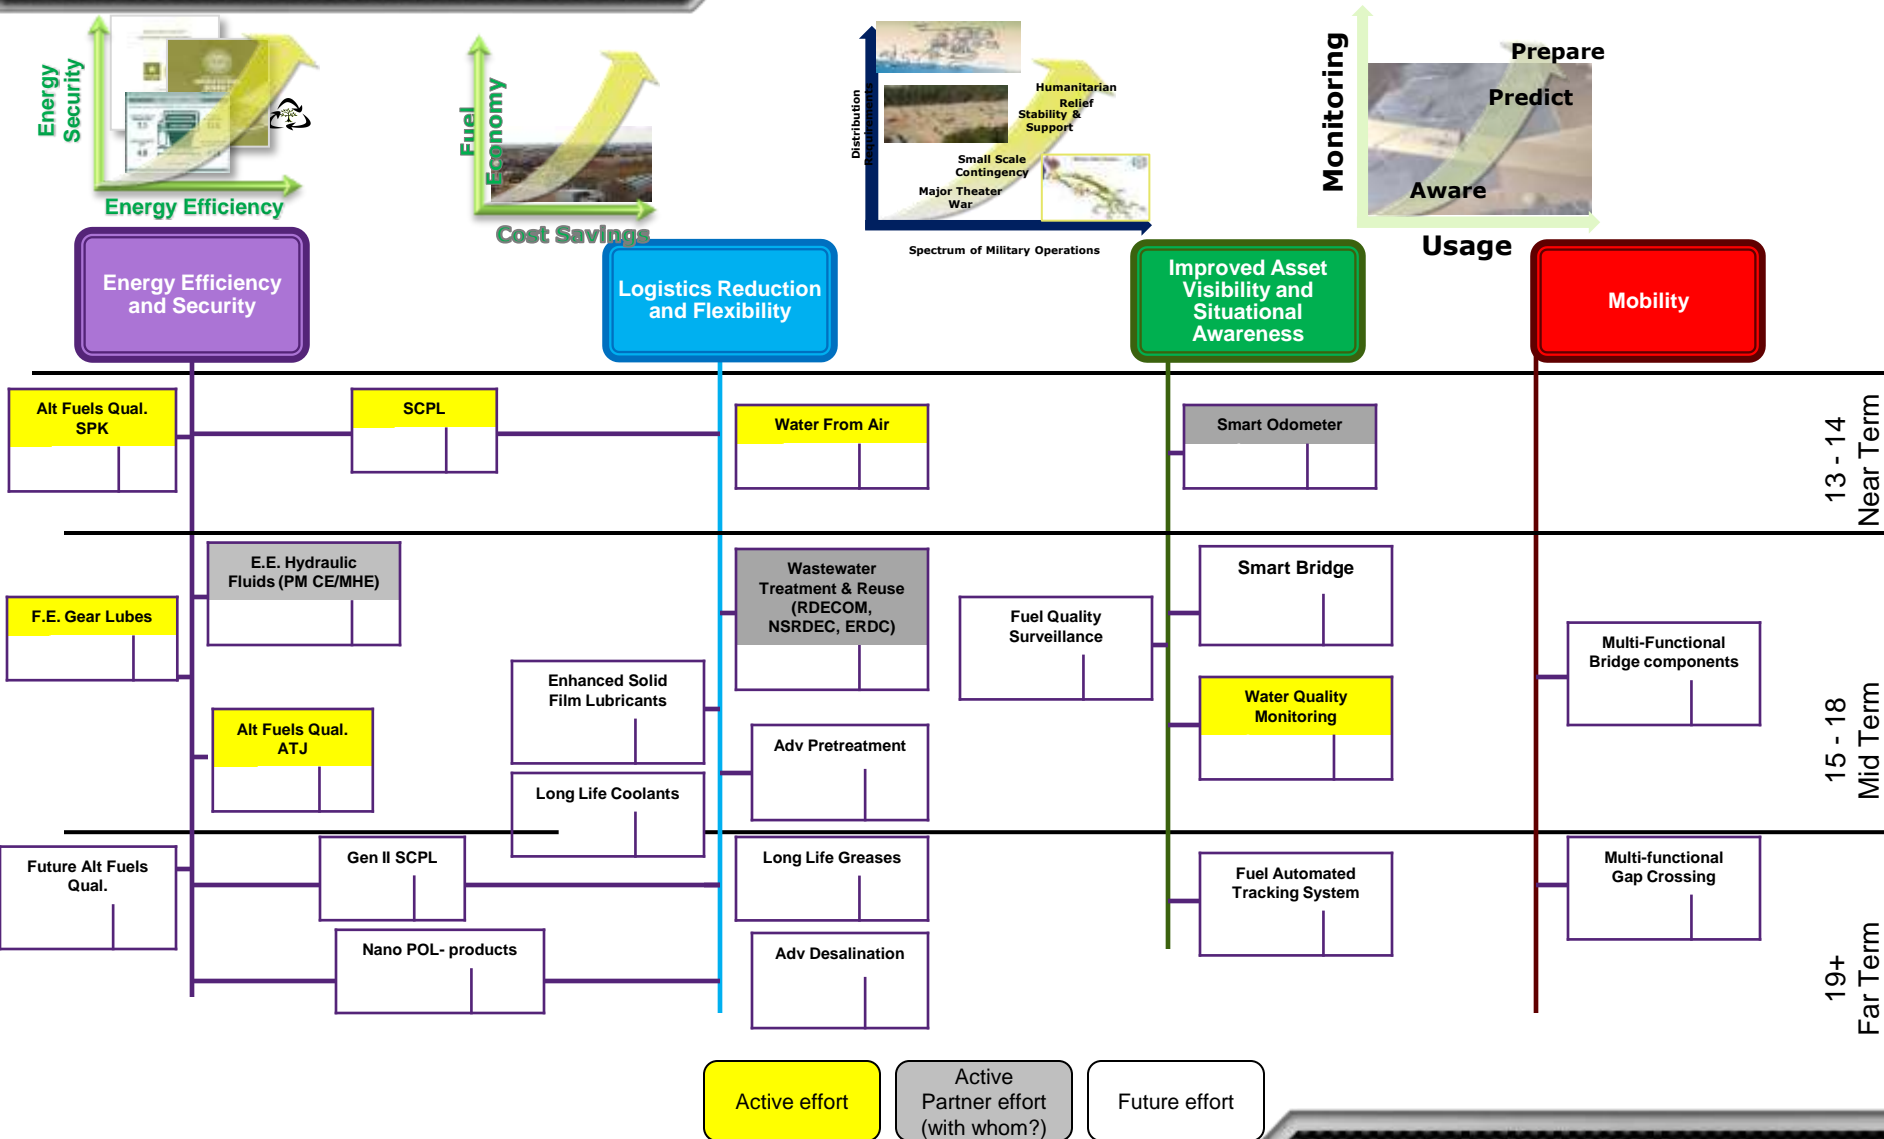 Energy
Security
Energy Efficiency
Fuel
Economy
Cost Savings
Distribution
Requirements
Humanitarian
Relief
Stability &
Support
Small Scale
Contingency
Major Theater
War
Spectrum of Military Operations
Monitoring
Prepare
Predict
Aware
Usage
Energy Efficiency
and Security
Logistics Reduction
and Flexibility
Improved Asset
Visibility and
Situational
Awareness
Mobility
Alt Fuels Qual.
SPK
SCPL
Water From Air
Smart Odometer
13 - 14
Near Term
E.E. Hydraulic
Fluids (PM CE/MHE)
F.E. Gear Lubes
Alt Fuels Qual.
ATJ
Enhanced Solid
Film Lubricants
Long Life Coolants
Wastewater
Treatment & Reuse
(RDECOM,
NSRDEC, ERDC)
Adv Pretreatment
Fuel Quality
Surveillance
Smart Bridge
Water Quality
Monitoring
Multi-Functional
Bridge components
15 - 18
Mid Term
Future Alt Fuels
Qual.
Gen II SCPL
Nano POL- products
Long Life Greases
Adv Desalination
Fuel Automated
Tracking System
Multi-functional
Gap Crossing
19+
Far Term
Active effort
Active
Partner effort
(with whom?)
Future effort